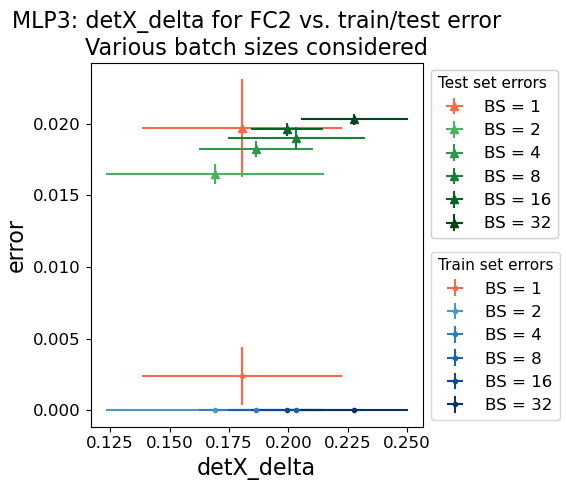 MLP3: detX_delta for FC2 vs. train/test error
Various batch sizes considered
error
0.020
0.015
0.010
0.005
0.000
0.125
0.150
0.175
0.200
0.225
0.250
detX_delta
Test set errors
BS = 1
BS = 2
BS = 4
BS = 8
BS = 16
BS = 32
Train set errors
BS = 1
BS = 2
BS = 4
BS = 8
BS = 16
BS = 32